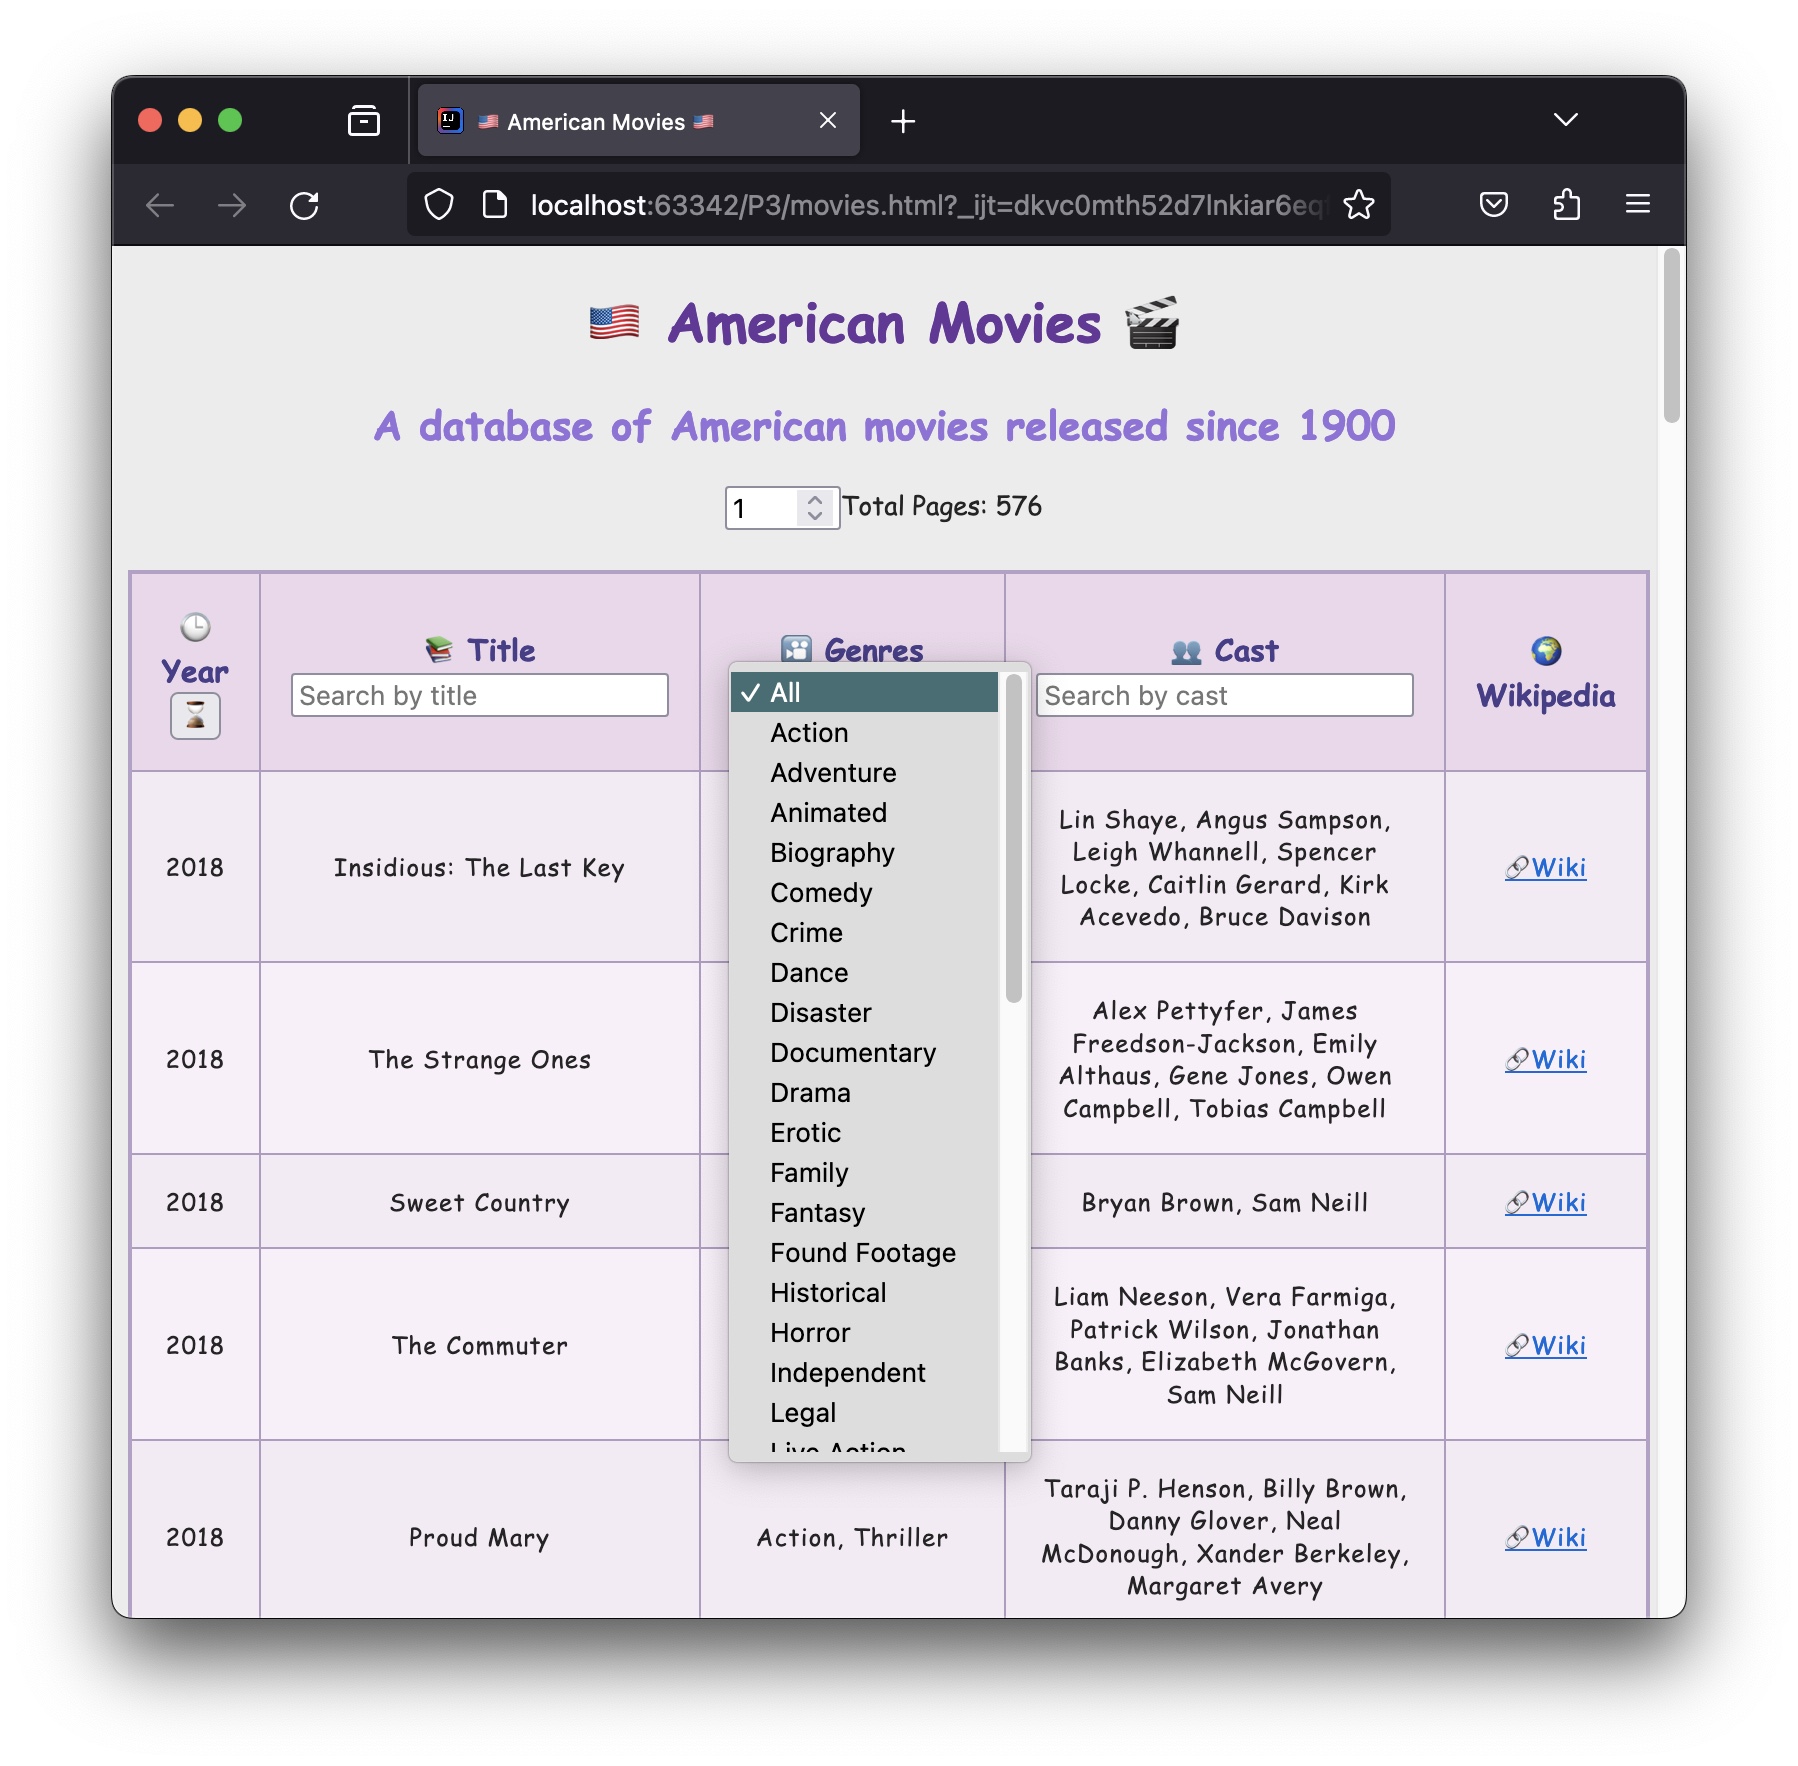 🇺🇸 American Movies 🇺🇸
localhost:63342/P3/movies.html?_ijt=dkvc0mth52d7lnkiar6eq
🇺🇸 American Movies 🎬
A database of American movies released since 1900
1 Total Pages: 576
🕒
Year
⌛
📚 Title
Search by title
🎦 Genres
👥 Cast
Search by cast
🌍
Wikipedia
✓ All
Action
Adventure
Animated
Biography
Comedy
Crime
Dance
Disaster
Documentary
Drama
Erotic
Family
Fantasy
Found Footage
Historical
Horror
Independent
Legal
Live Action
2018
Insidious: The Last Key
Lin Shaye, Angus Sampson,
Leigh Whannell, Spencer
Locke, Caitlin Gerard, Kirk
Acevedo, Bruce Davison
🔗Wiki
2018
The Strange Ones
Alex Pettyfer, James
Freedson-Jackson, Emily
Althaus, Gene Jones, Owen
Campbell, Tobias Campbell
🔗Wiki
2018
Sweet Country
Bryan Brown, Sam Neill
🔗Wiki
2018
The Commuter
Liam Neeson, Vera Farmiga,
Patrick Wilson, Jonathan
Banks, Elizabeth McGovern,
Sam Neill
🔗Wiki
2018
Proud Mary
Action, Thriller
Taraji P. Henson, Billy Brown,
Danny Glover, Neal
McDonough, Xander Berkeley,
Margaret Avery
🔗Wiki